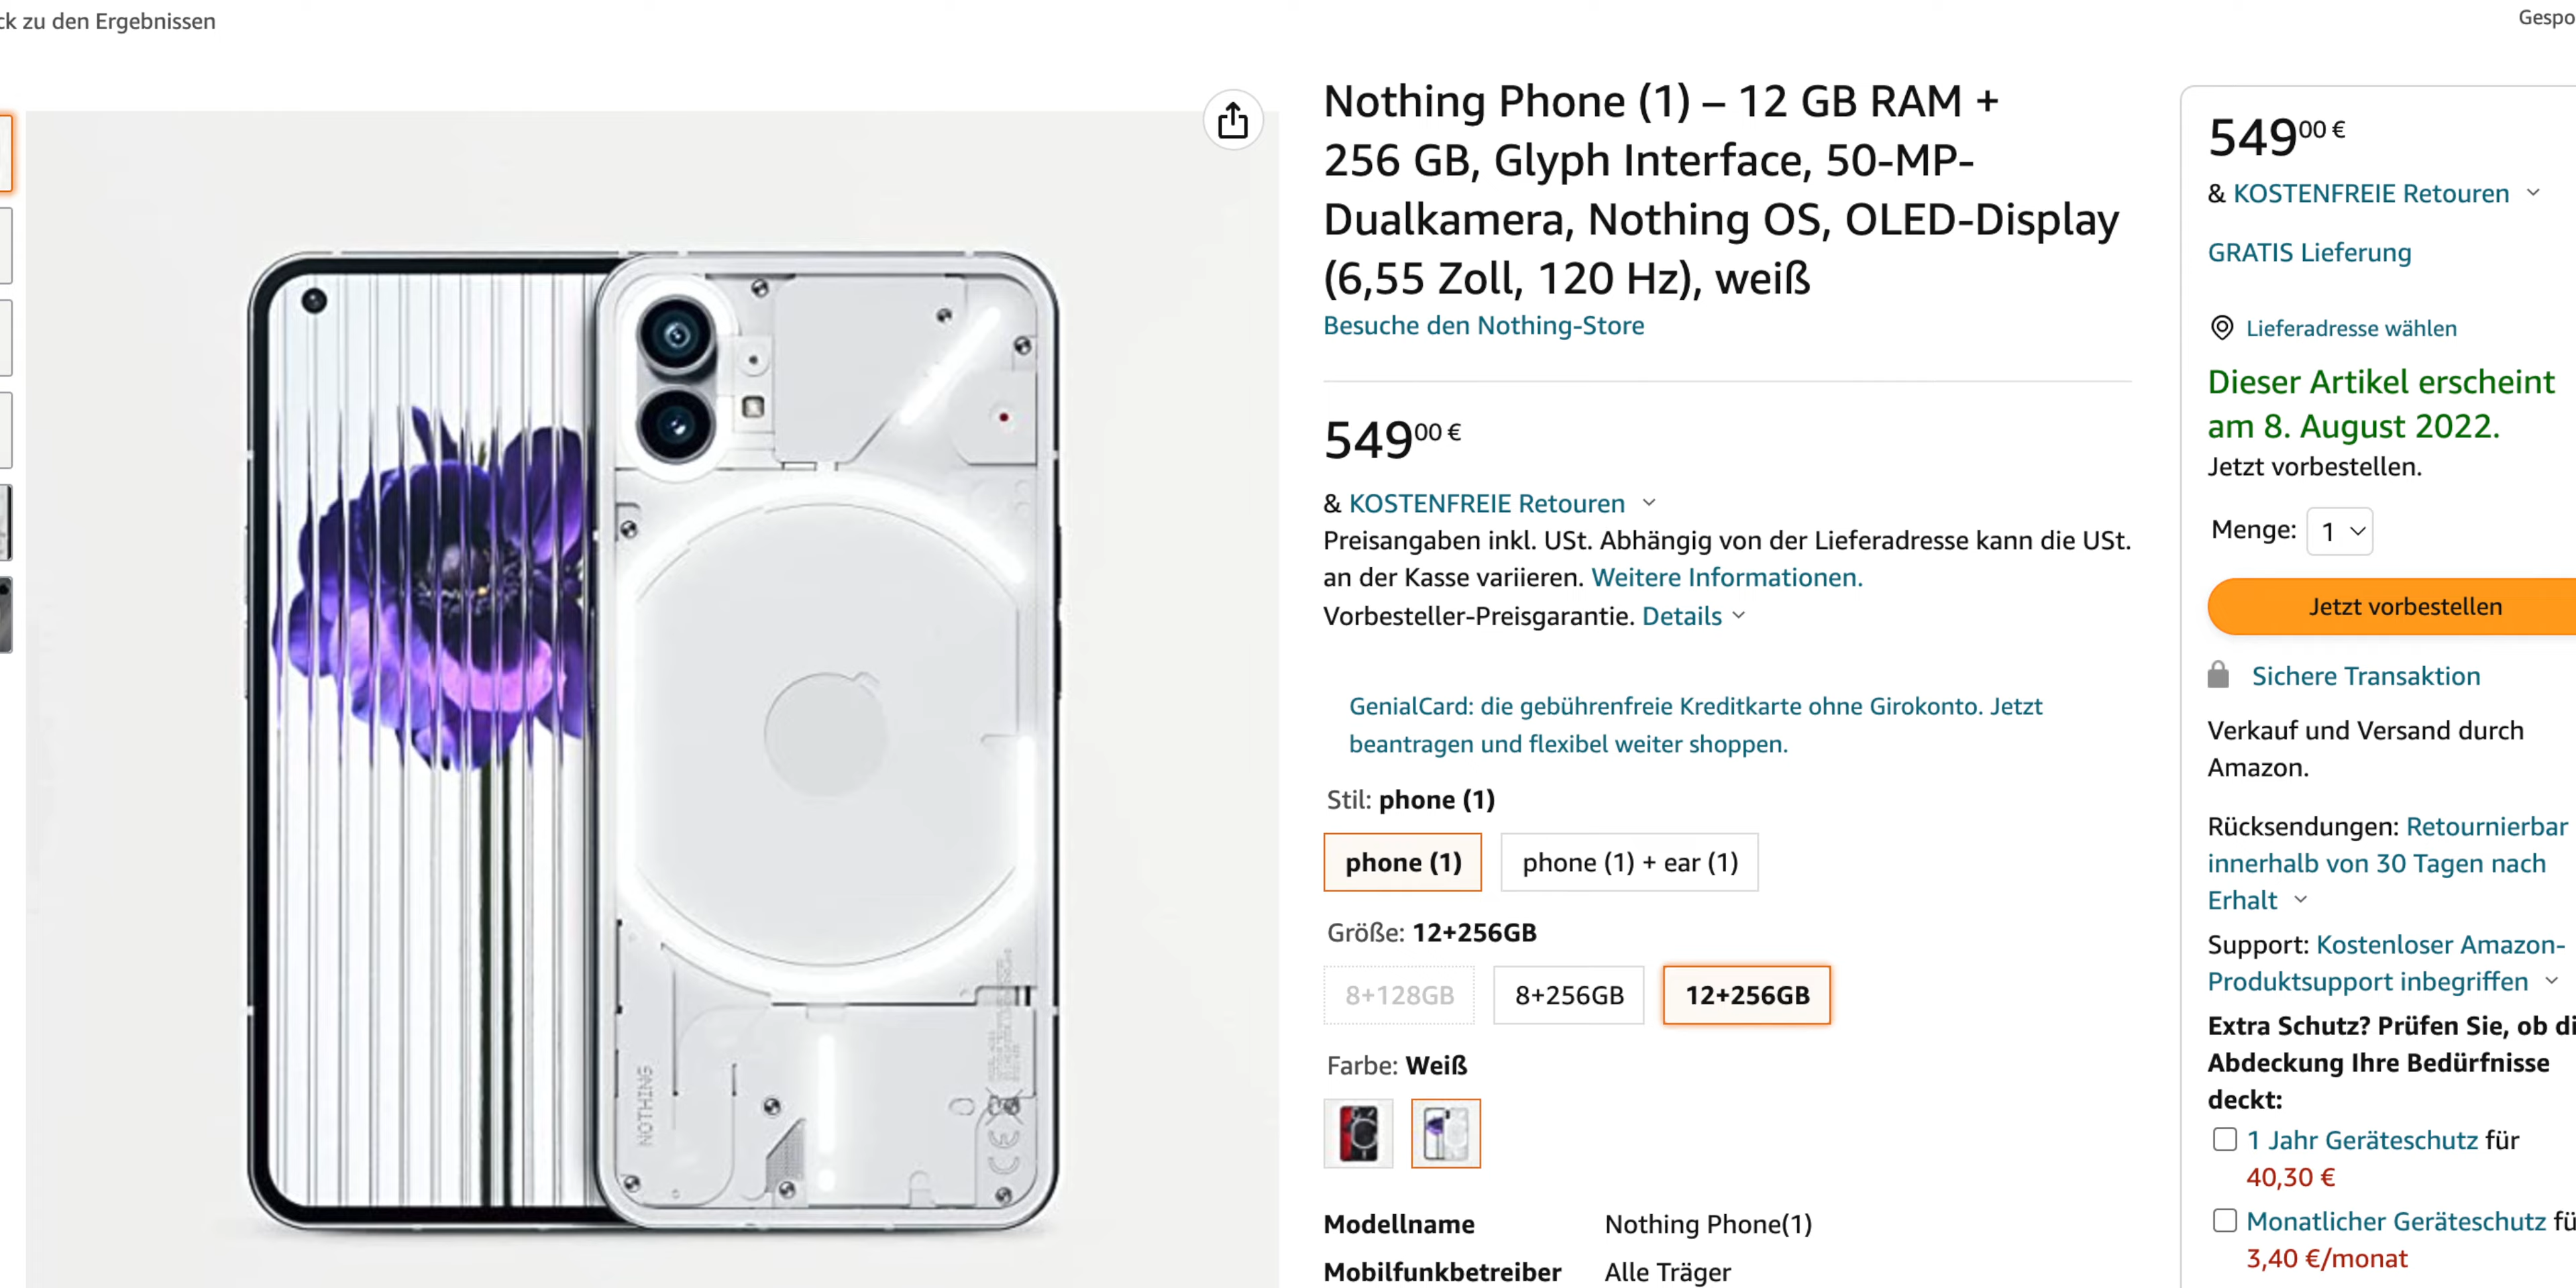 ck zu den Ergebnissen
Gespo
Nothing Phone (1) – 12 GB RAM +
256 GB, Glyph Interface, 50-MP-
Dualkamera, Nothing OS, OLED-Display
(6,55 Zoll, 120 Hz), weiß
Besuche den Nothing-Store
549⁰⁰ €
& KOSTENFREIE Retouren
Preisangaben inkl. USt. Abhängig von der Lieferadresse kann die USt.
an der Kasse variieren. Weitere Informationen.
Vorbesteller-Preisgarantie. Details
GenialCard: die gebührenfreie Kreditkarte ohne Girokonto. Jetzt
beantragen und flexibel weiter shoppen.
Stil: phone (1)
phone (1) phone (1) + ear (1)
Größe: 12+256GB
8+128GB 8+256GB 12+256GB
Farbe: Weiß
Modellname Nothing Phone(1)
Mobilfunkbetreiber Alle Träger
549⁰⁰ €
& KOSTENFREIE Retouren
GRATIS Lieferung
Lieferadresse wählen
Dieser Artikel erscheint
am 8. August 2022.
Jetzt vorbestellen.
Menge: 1
Jetzt vorbestellen
Sichere Transaktion
Verkauf und Versand durch
Amazon.
Rücksendungen: Retournierbar
innerhalb von 30 Tagen nach
Erhalt
Support: Kostenloser Amazon-
Produktsupport inbegriffen
Extra Schutz? Prüfen Sie, ob di
Abdeckung Ihre Bedürfnisse
deckt:
1 Jahr Geräteschutz für
40,30 €
Monatlicher Geräteschutz fü
3,40 €/monat
NOTHING
CE